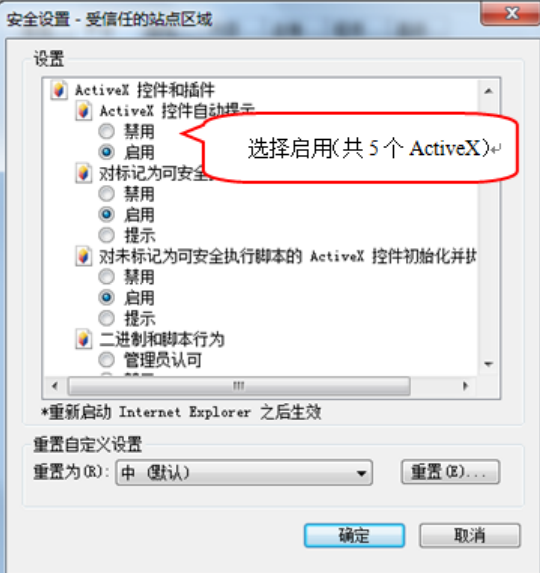 安全设置 - 受信任的站点区域
设置
ActiveX 控件和插件
ActiveX 控件自动提示
禁用
启用
选择启用(共 5 个 ActiveX)
对标记为可安全
禁用
启用
提示
对未标记为可安全执行脚本的 ActiveX 控件初始化并执
禁用
启用
提示
二进制和脚本行为
管理员认可
*重新启动 Internet Explorer 之后生效
重置自定义设置
重置为(R): 中 (默认)
重置(E)...
确定 取消